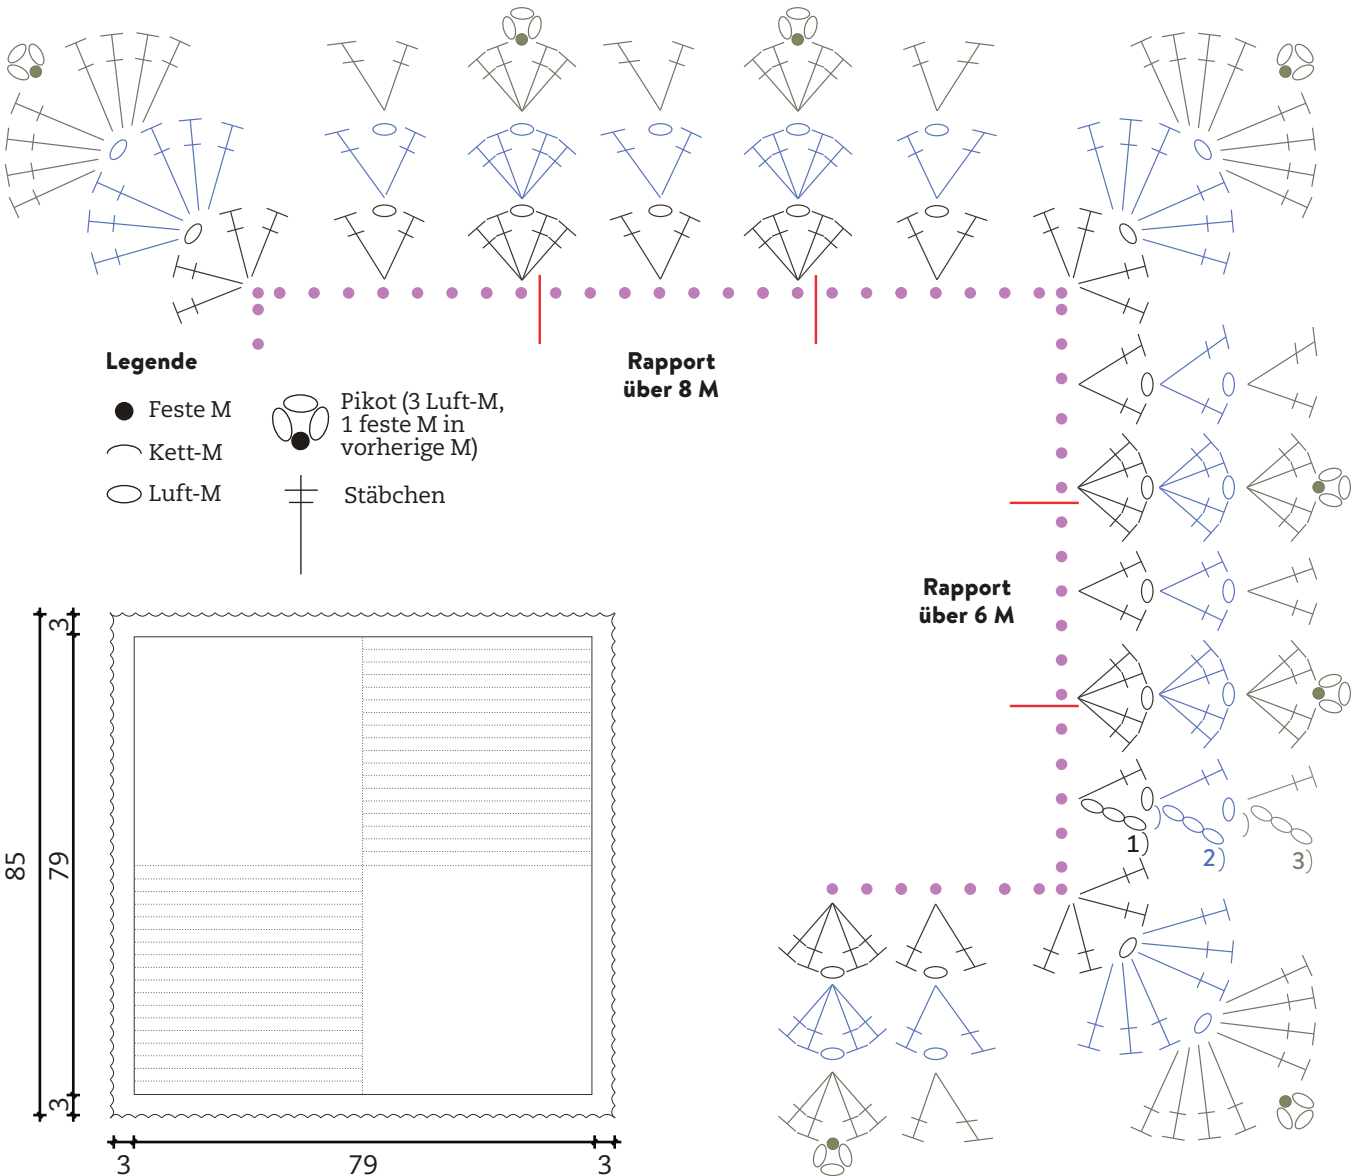 Legende
Feste M
Kett-M
Luft-M
Pikot (3 Luft-M,
1 feste M in
vorherige M)
Stäbchen
Rapport
über 8 M
Rapport
über 6 M
1)
2)
3)
3
85
79
3
3
79
3